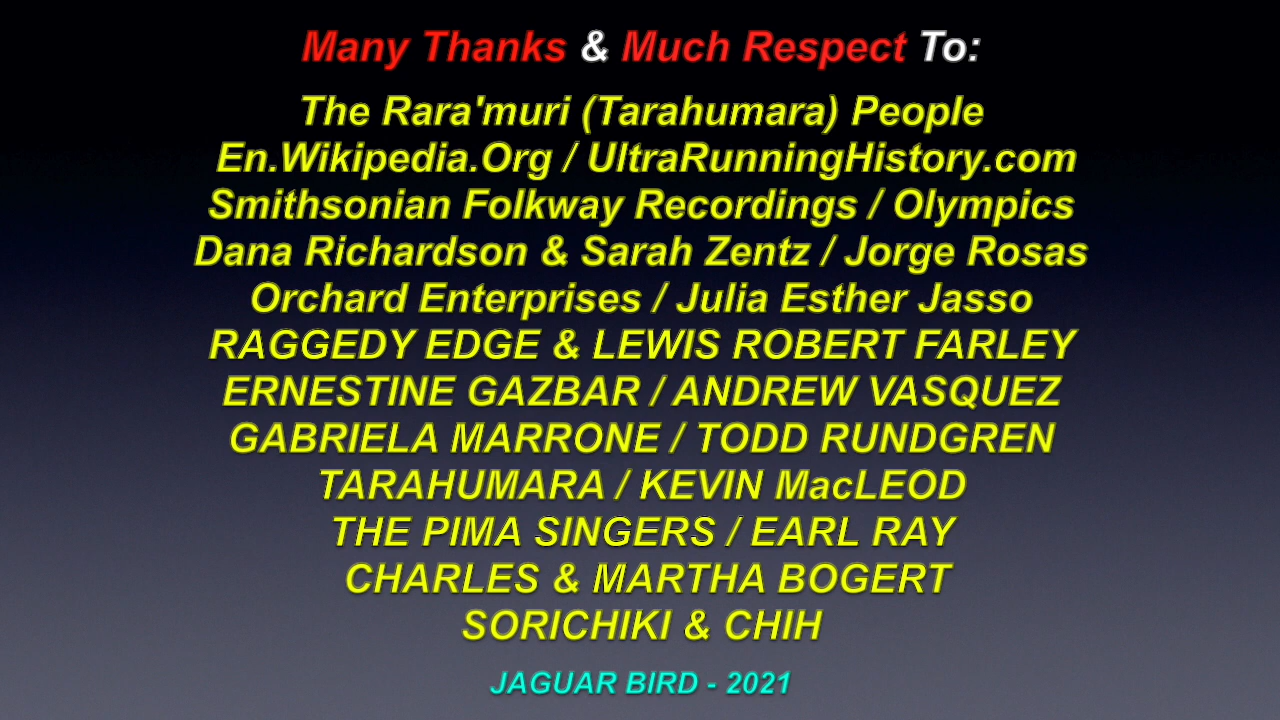 Many Thanks & Much Respect To:
The Rara'muri (Tarahumara) People
En.Wikipedia.Org / UltraRunningHistory.com
Smithsonian Folkway Recordings / Olympics
Dana Richardson & Sarah Zentz / Jorge Rosas
Orchard Enterprises / Julia Esther Jasso
RAGGEDY EDGE & LEWIS ROBERT FARLEY
ERNESTINE GAZBAR / ANDREW VASQUEZ
GABRIELA MARRONE / TODD RUNDGREN
TARAHUMARA / KEVIN MacLEOD
THE PIMA SINGERS / EARL RAY
CHARLES & MARTHA BOGERT
SORICHIKI & CHIH
JAGUAR BIRD - 2021